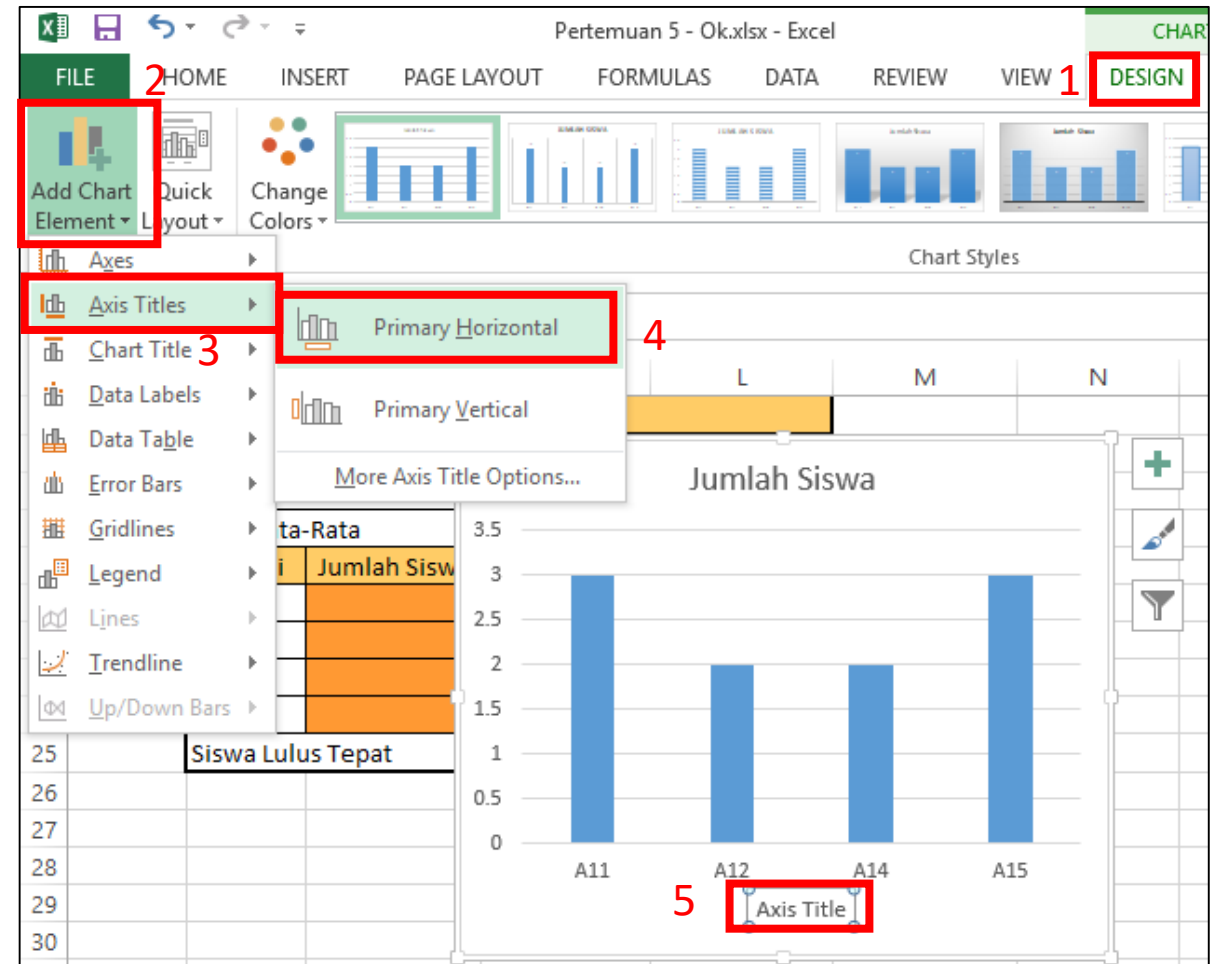 Pertemuan 5 - Ok.xlsx - Excel
CHAR
FILE 2 HOME INSERT PAGE LAYOUT FORMULAS DATA REVIEW VIEW 1 DESIGN
Add Chart Element
Quick Layout
Change Colors
Chart Styles
Axes
Axis Titles
3
Chart Title
Data Labels
Data Table
Error Bars
Gridlines
Legend
Lines
Trendline
Up/Down Bars
Primary Horizontal
4
Primary Vertical
More Axis Title Options...
L M N
ta-Rata
i Jumlah Sisw
25 Siswa Lulus Tepat
26
27
28
29
30
Jumlah Siswa
3.5
3
2.5
2
1.5
1
0.5
0
A11 A12 A14 A15
5 Axis Title